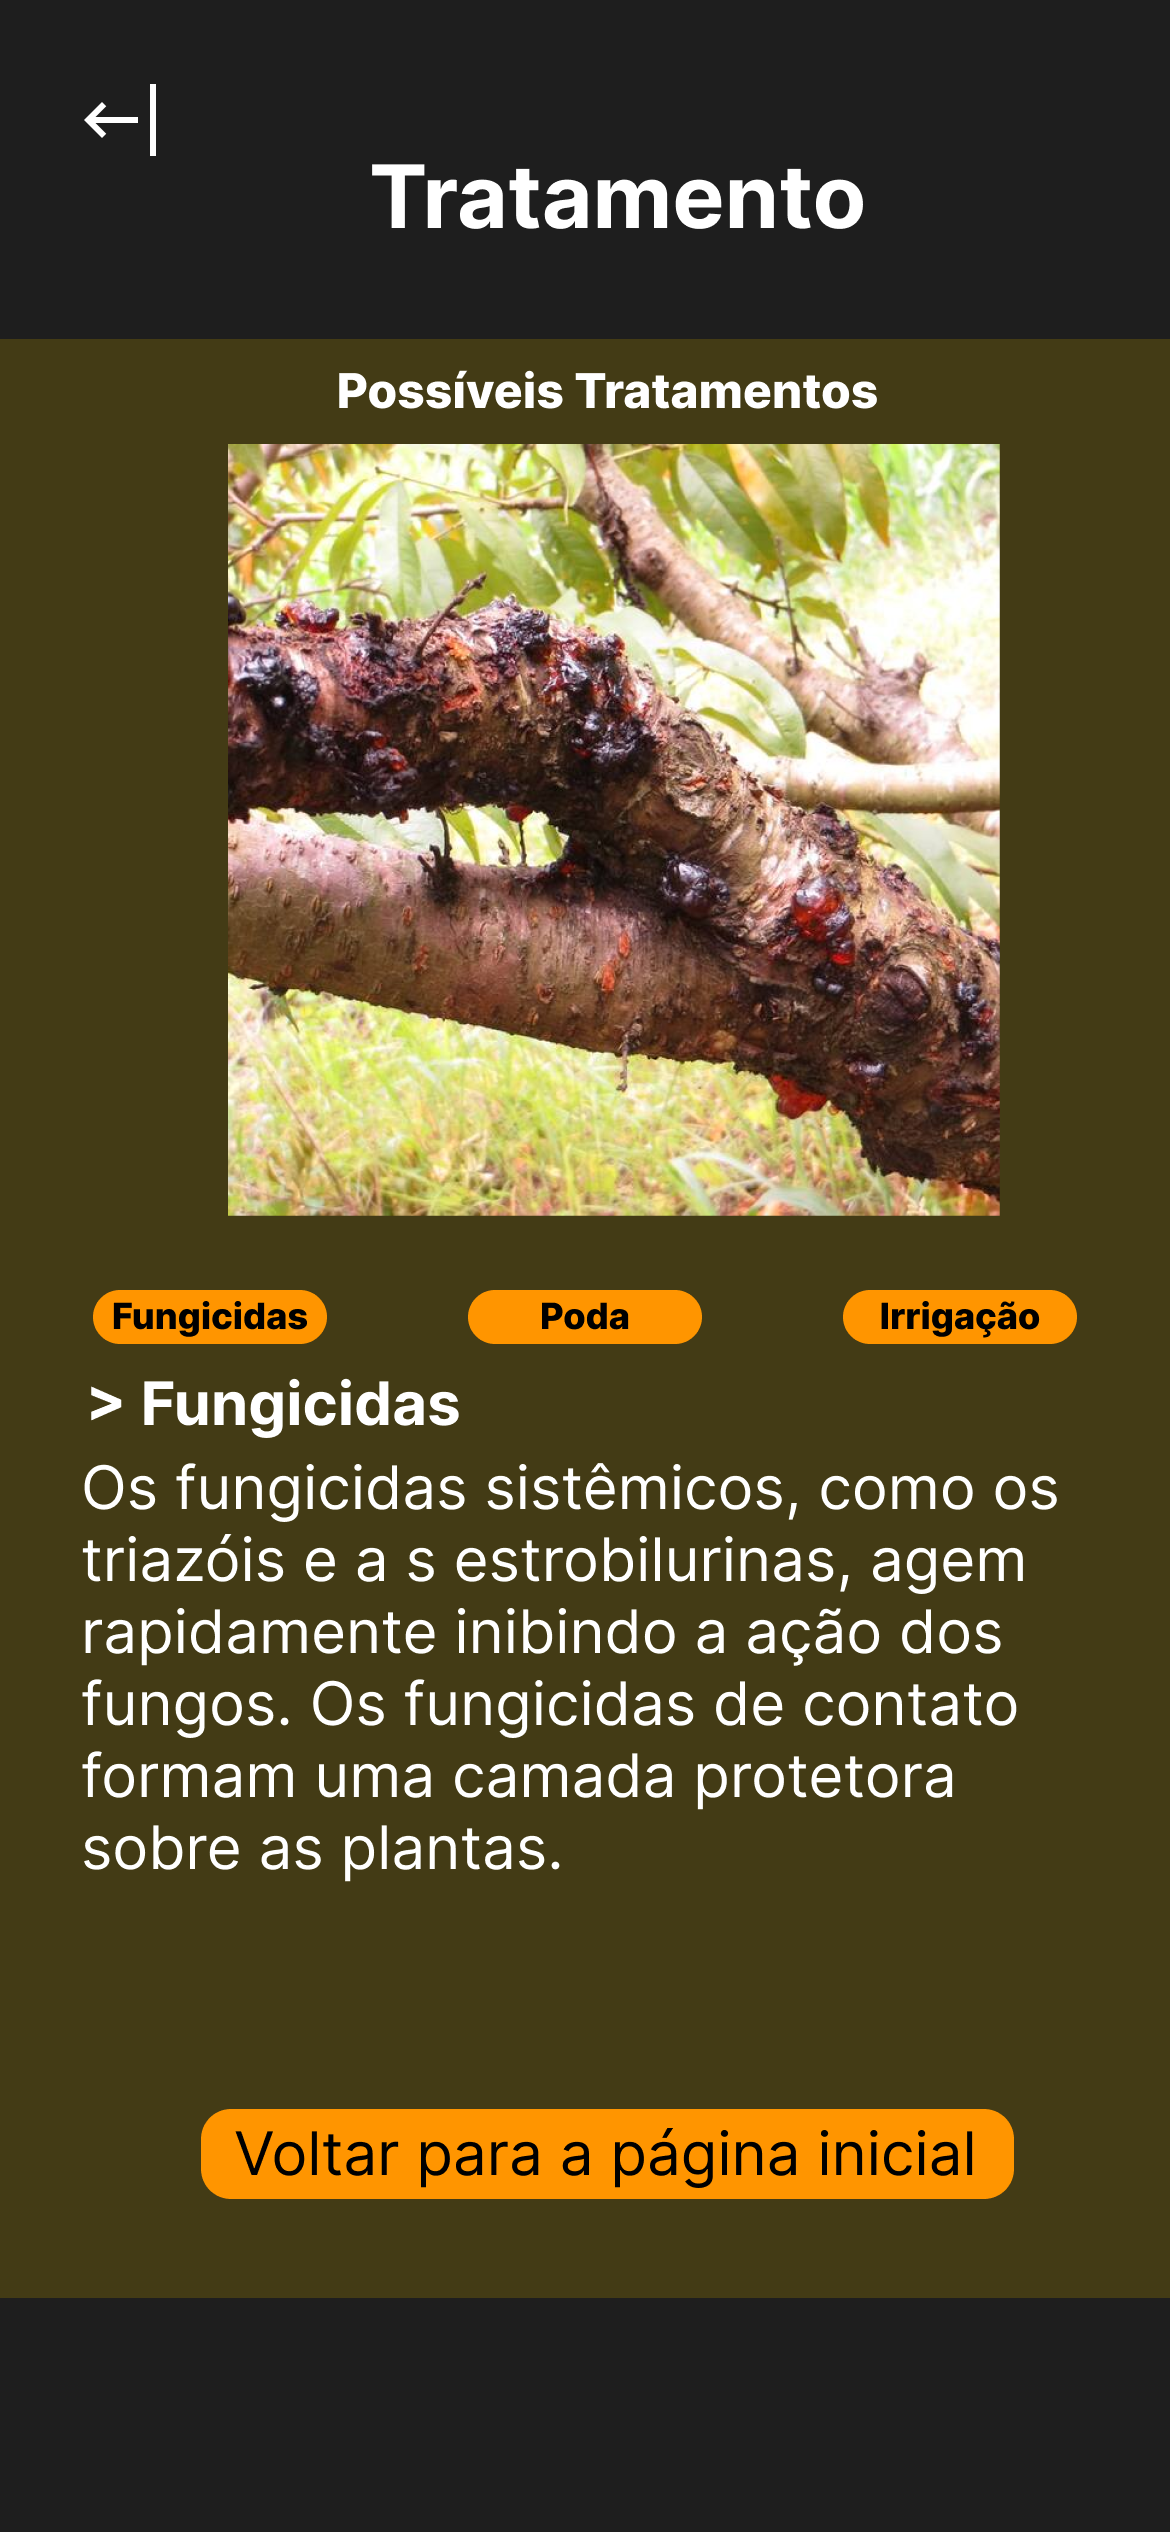 Tratamento
Possíveis Tratamentos
Fungicidas
Poda
Irrigação
> Fungicidas
Os fungicidas sistêmicos, como os
triazóis e a s estrobilurinas, agem
rapidamente inibindo a ação dos
fungos. Os fungicidas de contato
formam uma camada protetora
sobre as plantas.
Voltar para a página inicial